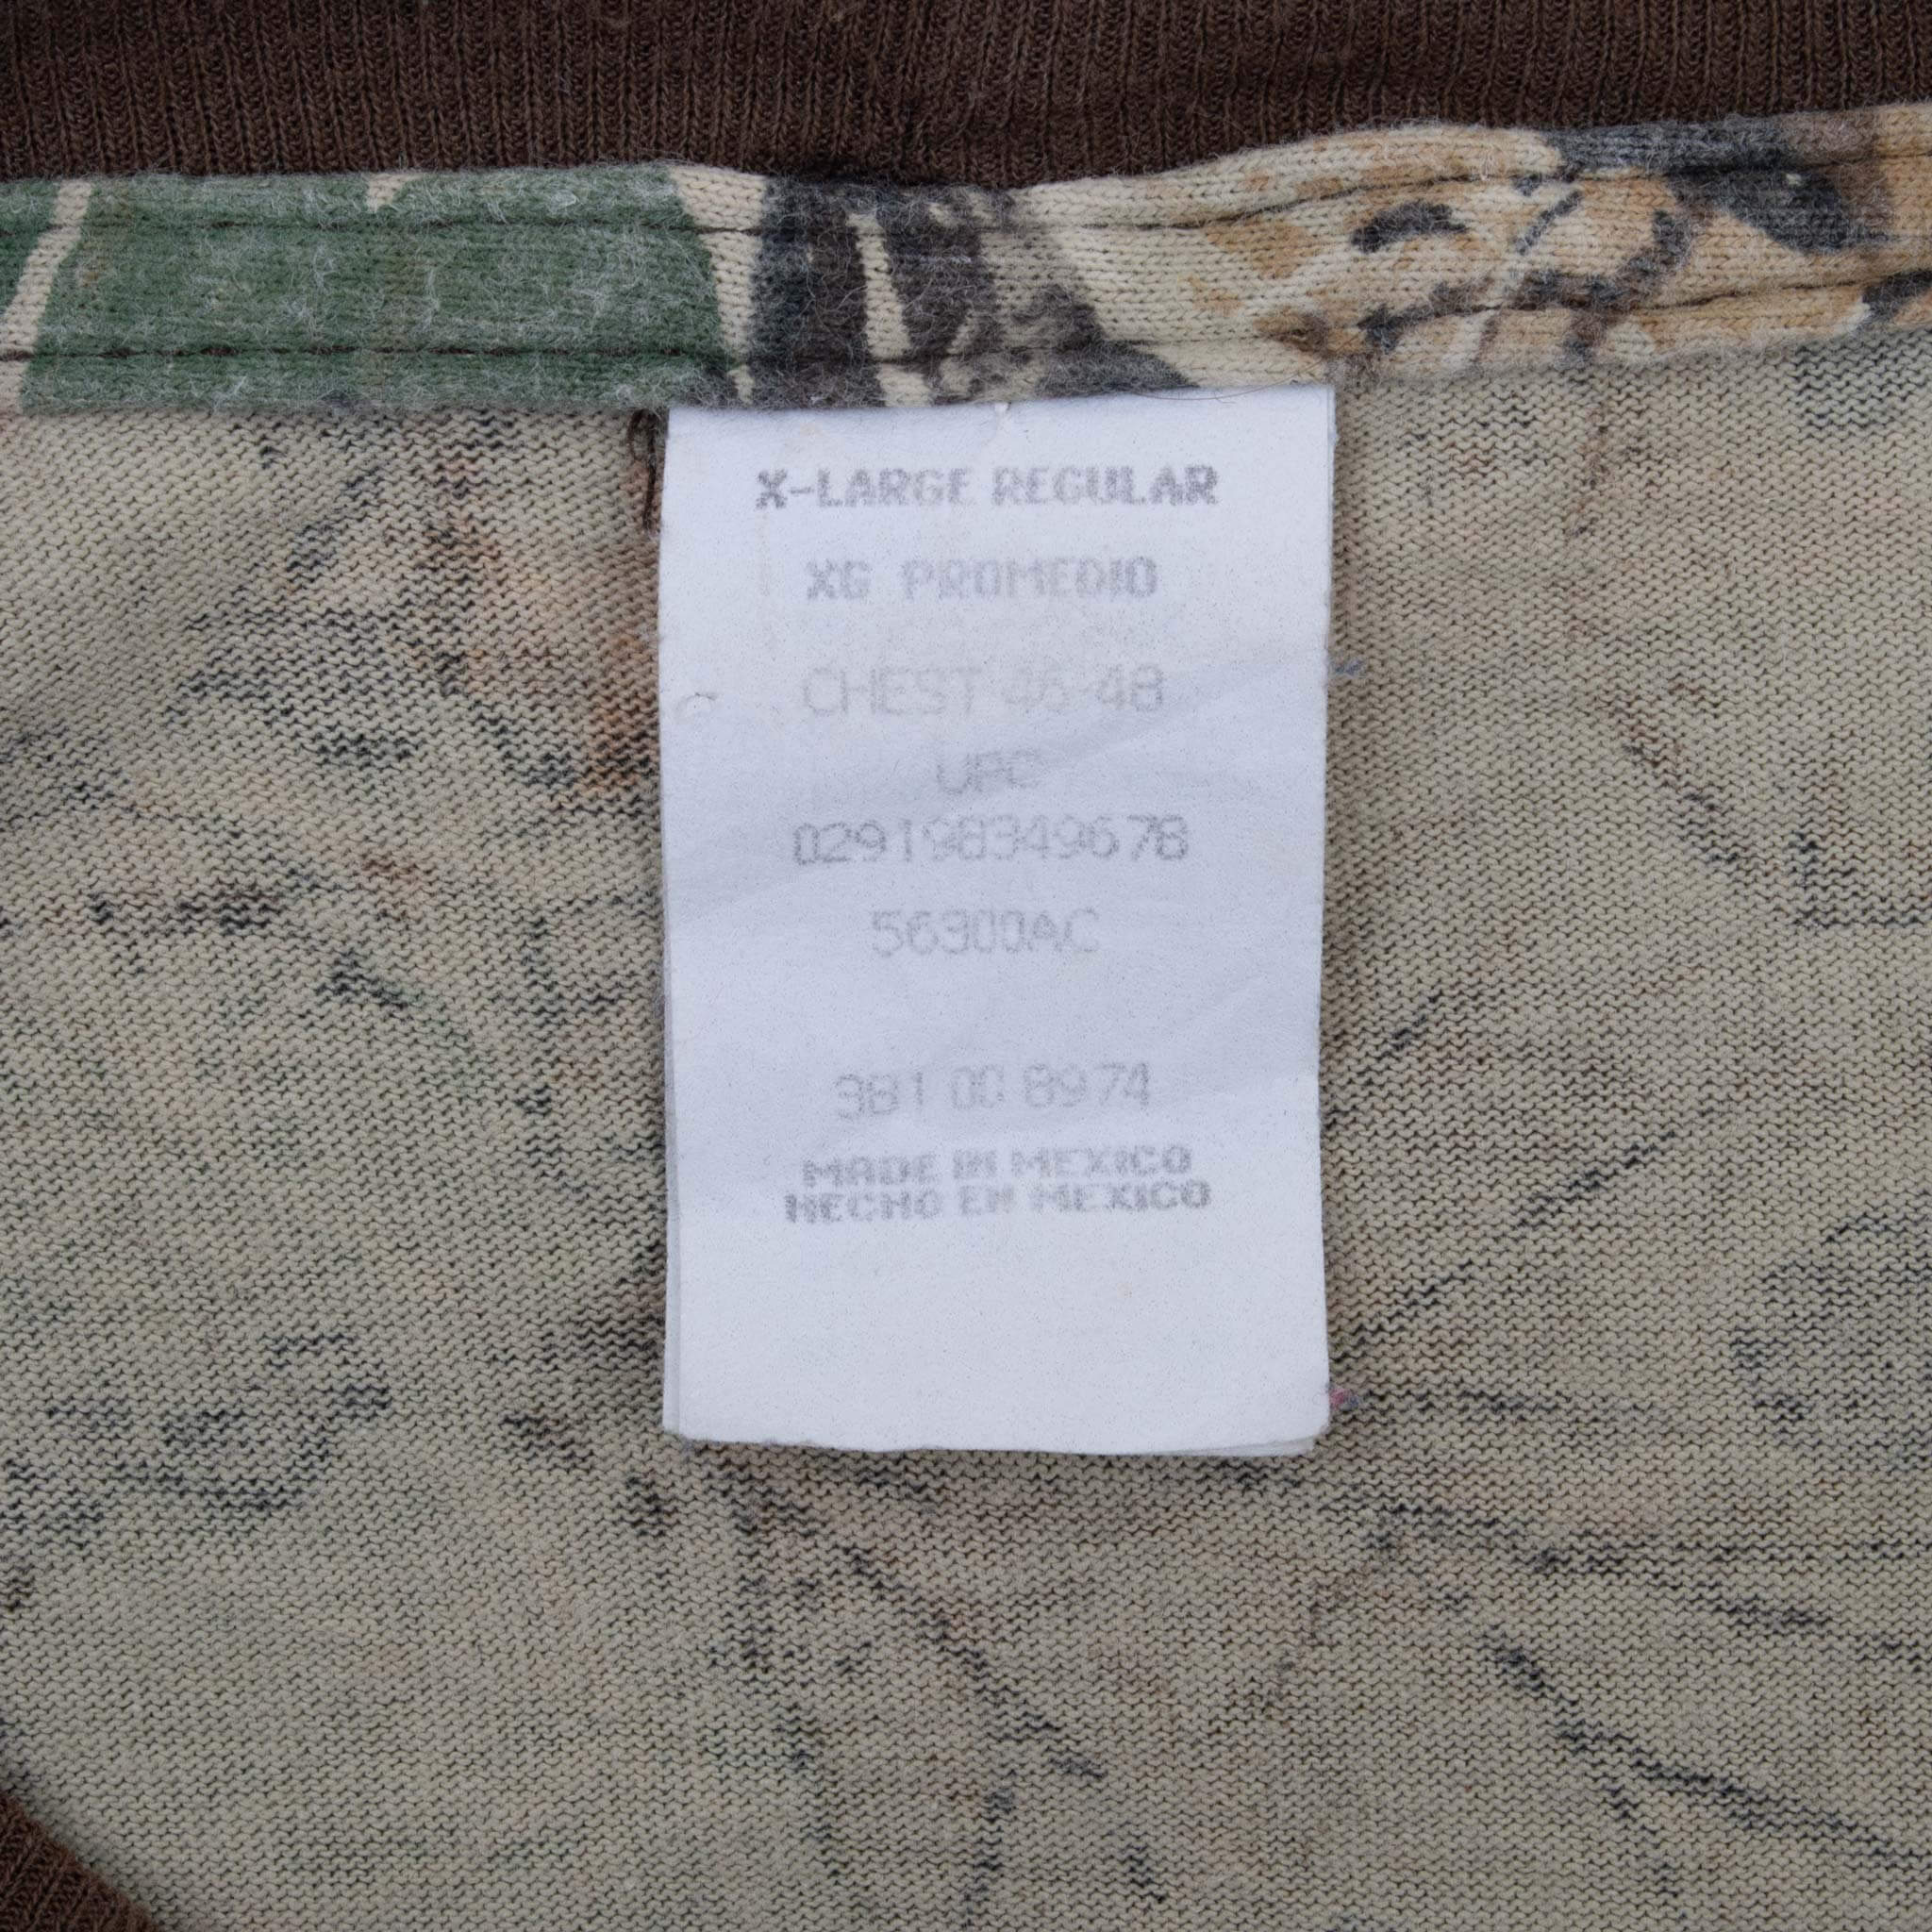 X-LARGE REGULAR
XG PROMEDIO
CHEST 46-48
UPC
029198349678
56300AC
381 00 8974
MADE IN MEXICO
HECHO EN MEXICO